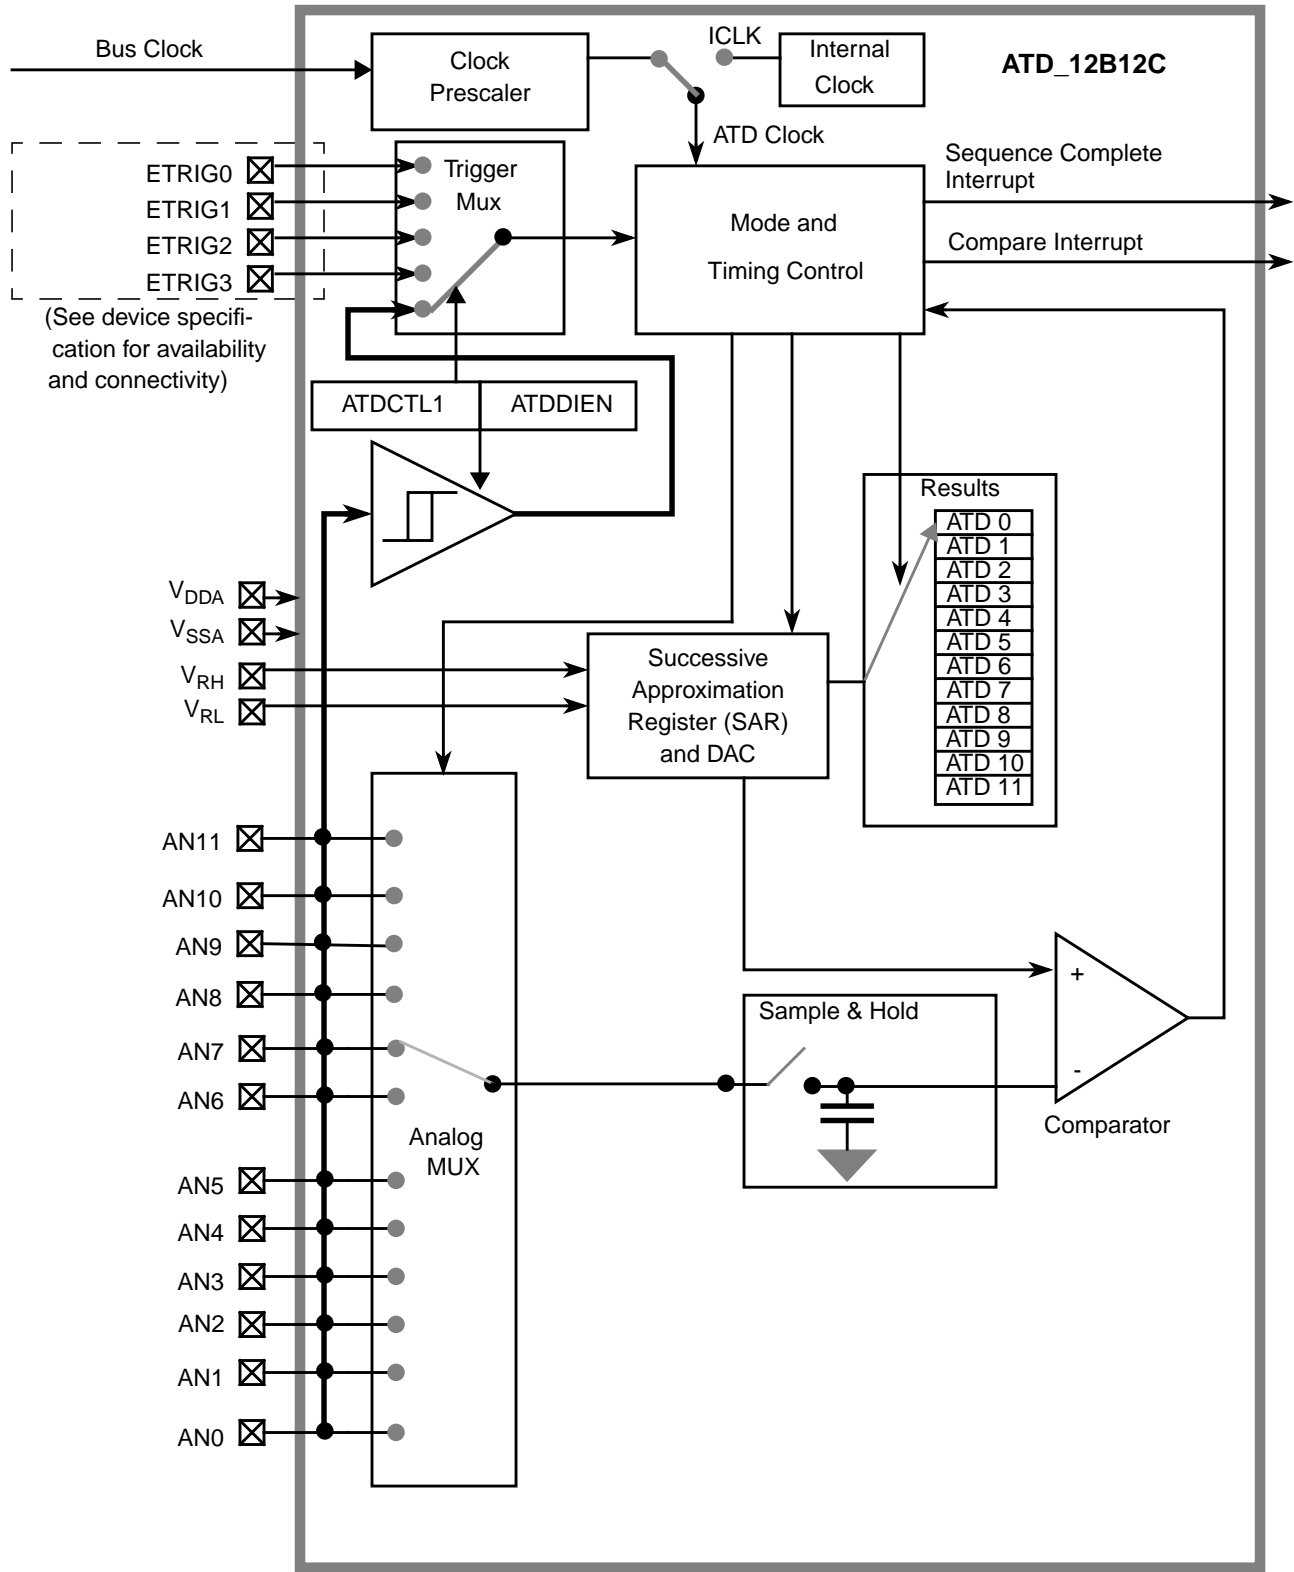 Bus Clock
Clock
Prescaler
ICLK
Internal
Clock
ATD_12B12C
ATD Clock
ETRIG0
ETRIG1
ETRIG2
ETRIG3
(See device specifi-
cation for availability
and connectivity)
Trigger
Mux
Mode and
Timing Control
Sequence Complete
Interrupt
Compare Interrupt
ATDCTL1
ATDDIEN
Results
ATD 0
ATD 1
ATD 2
ATD 3
ATD 4
ATD 5
ATD 6
ATD 7
ATD 8
ATD 9
ATD 10
ATD 11
VDDA
VSSA
VRH
VRL
Successive
Approximation
Register (SAR)
and DAC
AN11
AN10
AN9
AN8
AN7
AN6
AN5
AN4
AN3
AN2
AN1
AN0
Analog
MUX
Sample & Hold
+
-
Comparator